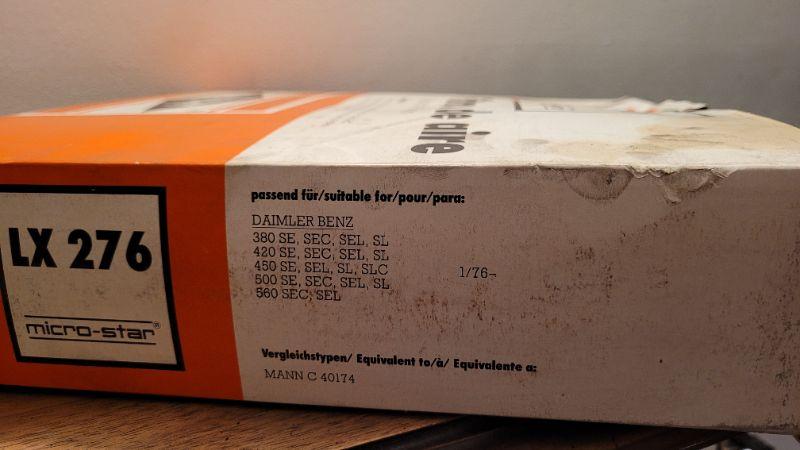 de aire
LX 276
micro-star®
passend für/suitable for/pour/para:
DAIMLER BENZ
380 SE, SEC, SEL, SL
420 SE, SEC, SEL, SL
450 SE, SEL, SL, SLC 1/76-
500 SE, SEC, SEL, SL
560 SEC, SEL
Vergleichstypen/ Equivalent to/à/ Equivalente a:
MANN C 40174